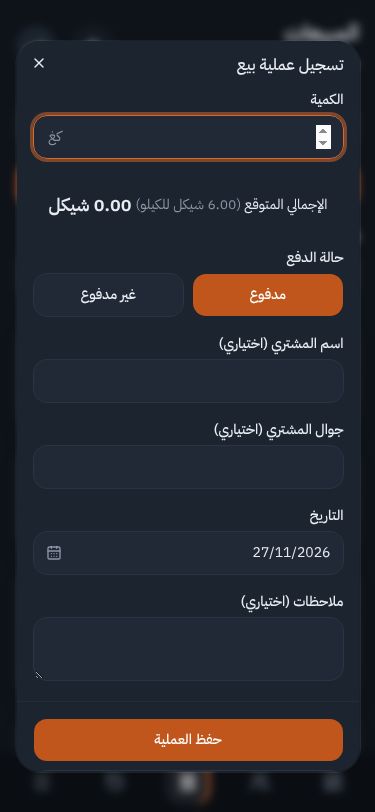 تسجيل عملية بيع
الكمية
كغ
الإجمالي المتوقع (6.00 شيكل للكيلو) 0.00 شيكل
حالة الدفع
مدفوع
غير مدفوع
اسم المشتري (اختياري)
جوال المشتري (اختياري)
التاريخ
27/11/2026
ملاحظات (اختياري)
حفظ العملية